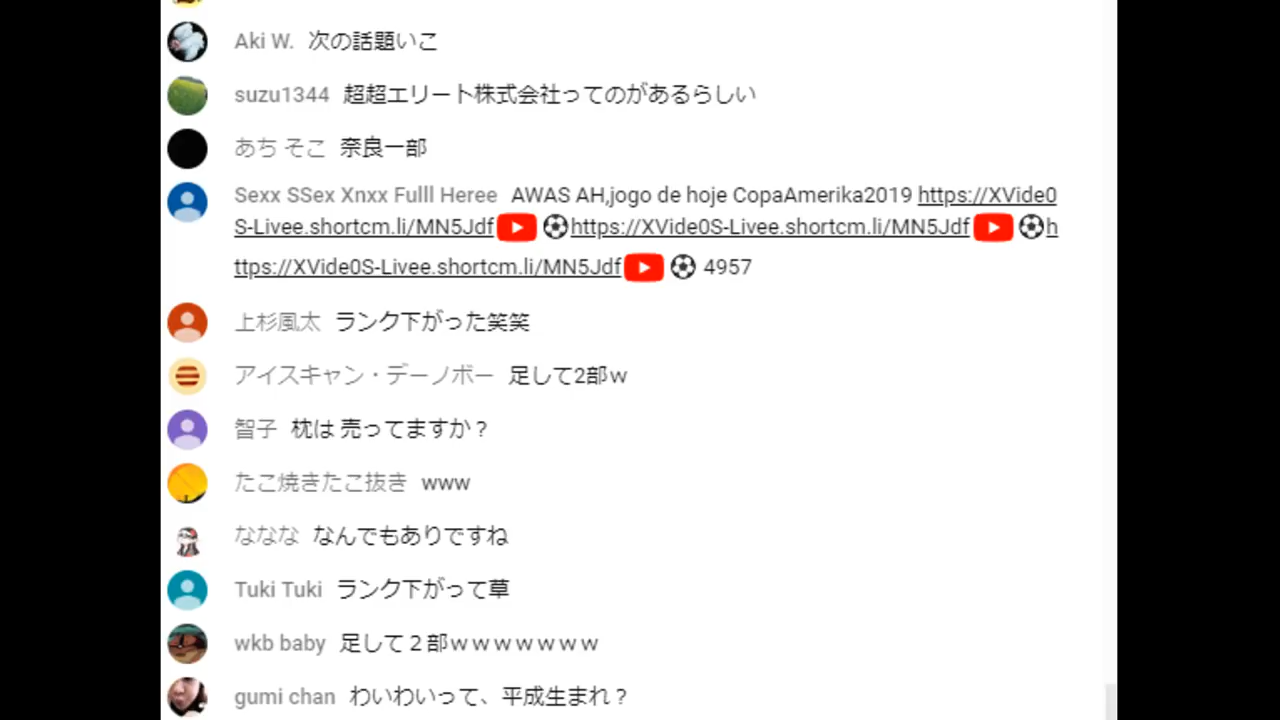 Aki W. 次の話題いこ
suzu1344 超超エリート株式会社ってのがあるらしい
あち そこ 奈良一部
Sexx SSex Xnxx Fulll Heree AWAS AH,jogo de hoje CopaAmerika2019 https://XVide0
S-Livee.shortcm.li/MN5Jdf▶️⚽https://XVide0S-Livee.shortcm.li/MN5Jdf▶️⚽h
ttps://XVide0S-Livee.shortcm.li/MN5Jdf▶️⚽ 4957
上杉風太 ランク下がった笑笑
アイスキャン・デーノボー 足して2部ｗ
智子 枕は 売ってますか？
たこ焼きたこ抜き www
ななな なんでもありですね
Tuki Tuki ランク下がって草
wkb baby 足して２部ｗｗｗｗｗｗｗ
gumi chan わいわいって、平成生まれ？